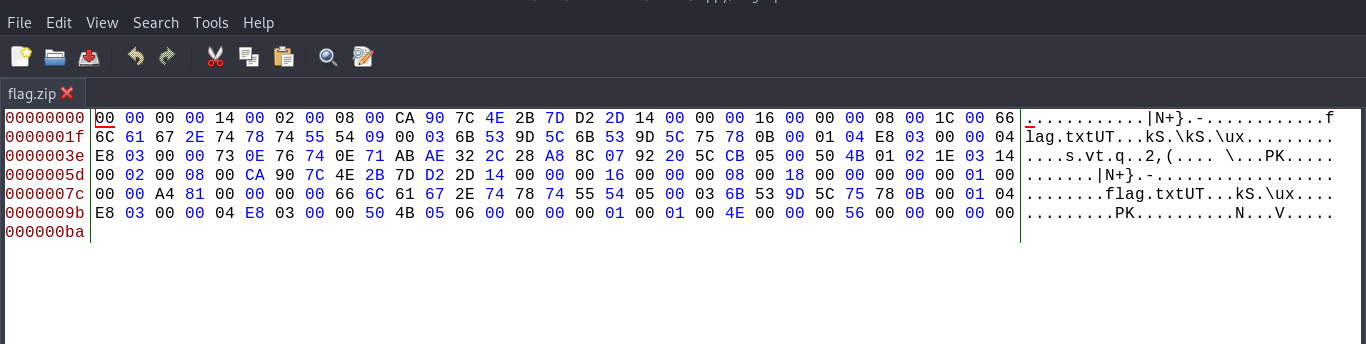 File Edit View Search Tools Help
flag.zip
00000000 00 00 00 00 14 00 02 00 08 00 CA 90 7C 4E 2B 7D D2 2D 14 00 00 00 16 00 00 00 08 00 1C 00 66 ............|N+}.-............f
0000001f 6C 61 67 2E 74 78 74 55 54 09 00 03 6B 53 9D 5C 6B 53 9D 5C 75 78 0B 00 01 04 E8 03 00 00 04 lag.txtUT...kS.\kS.\ux.........
0000003e E8 03 00 00 73 0E 76 74 0E 71 AB AE 32 2C 28 A8 8C 07 92 20 5C CB 05 00 50 4B 01 02 1E 03 14 ....s.vt.q..2,(.... \...PK.....
0000005d 00 02 00 08 00 CA 90 7C 4E 2B 7D D2 2D 14 00 00 00 16 00 00 00 08 00 18 00 00 00 00 00 01 00 .......|N+}.-..................
0000007c 00 00 A4 81 00 00 00 00 66 6C 61 67 2E 74 78 74 55 54 05 00 03 6B 53 9D 5C 75 78 0B 00 01 04 ........flag.txtUT...kS.\ux....
0000009b E8 03 00 00 04 E8 03 00 00 50 4B 05 06 00 00 00 00 01 00 01 00 4E 00 00 00 56 00 00 00 00 00 .........PK..........N...V.....
000000ba